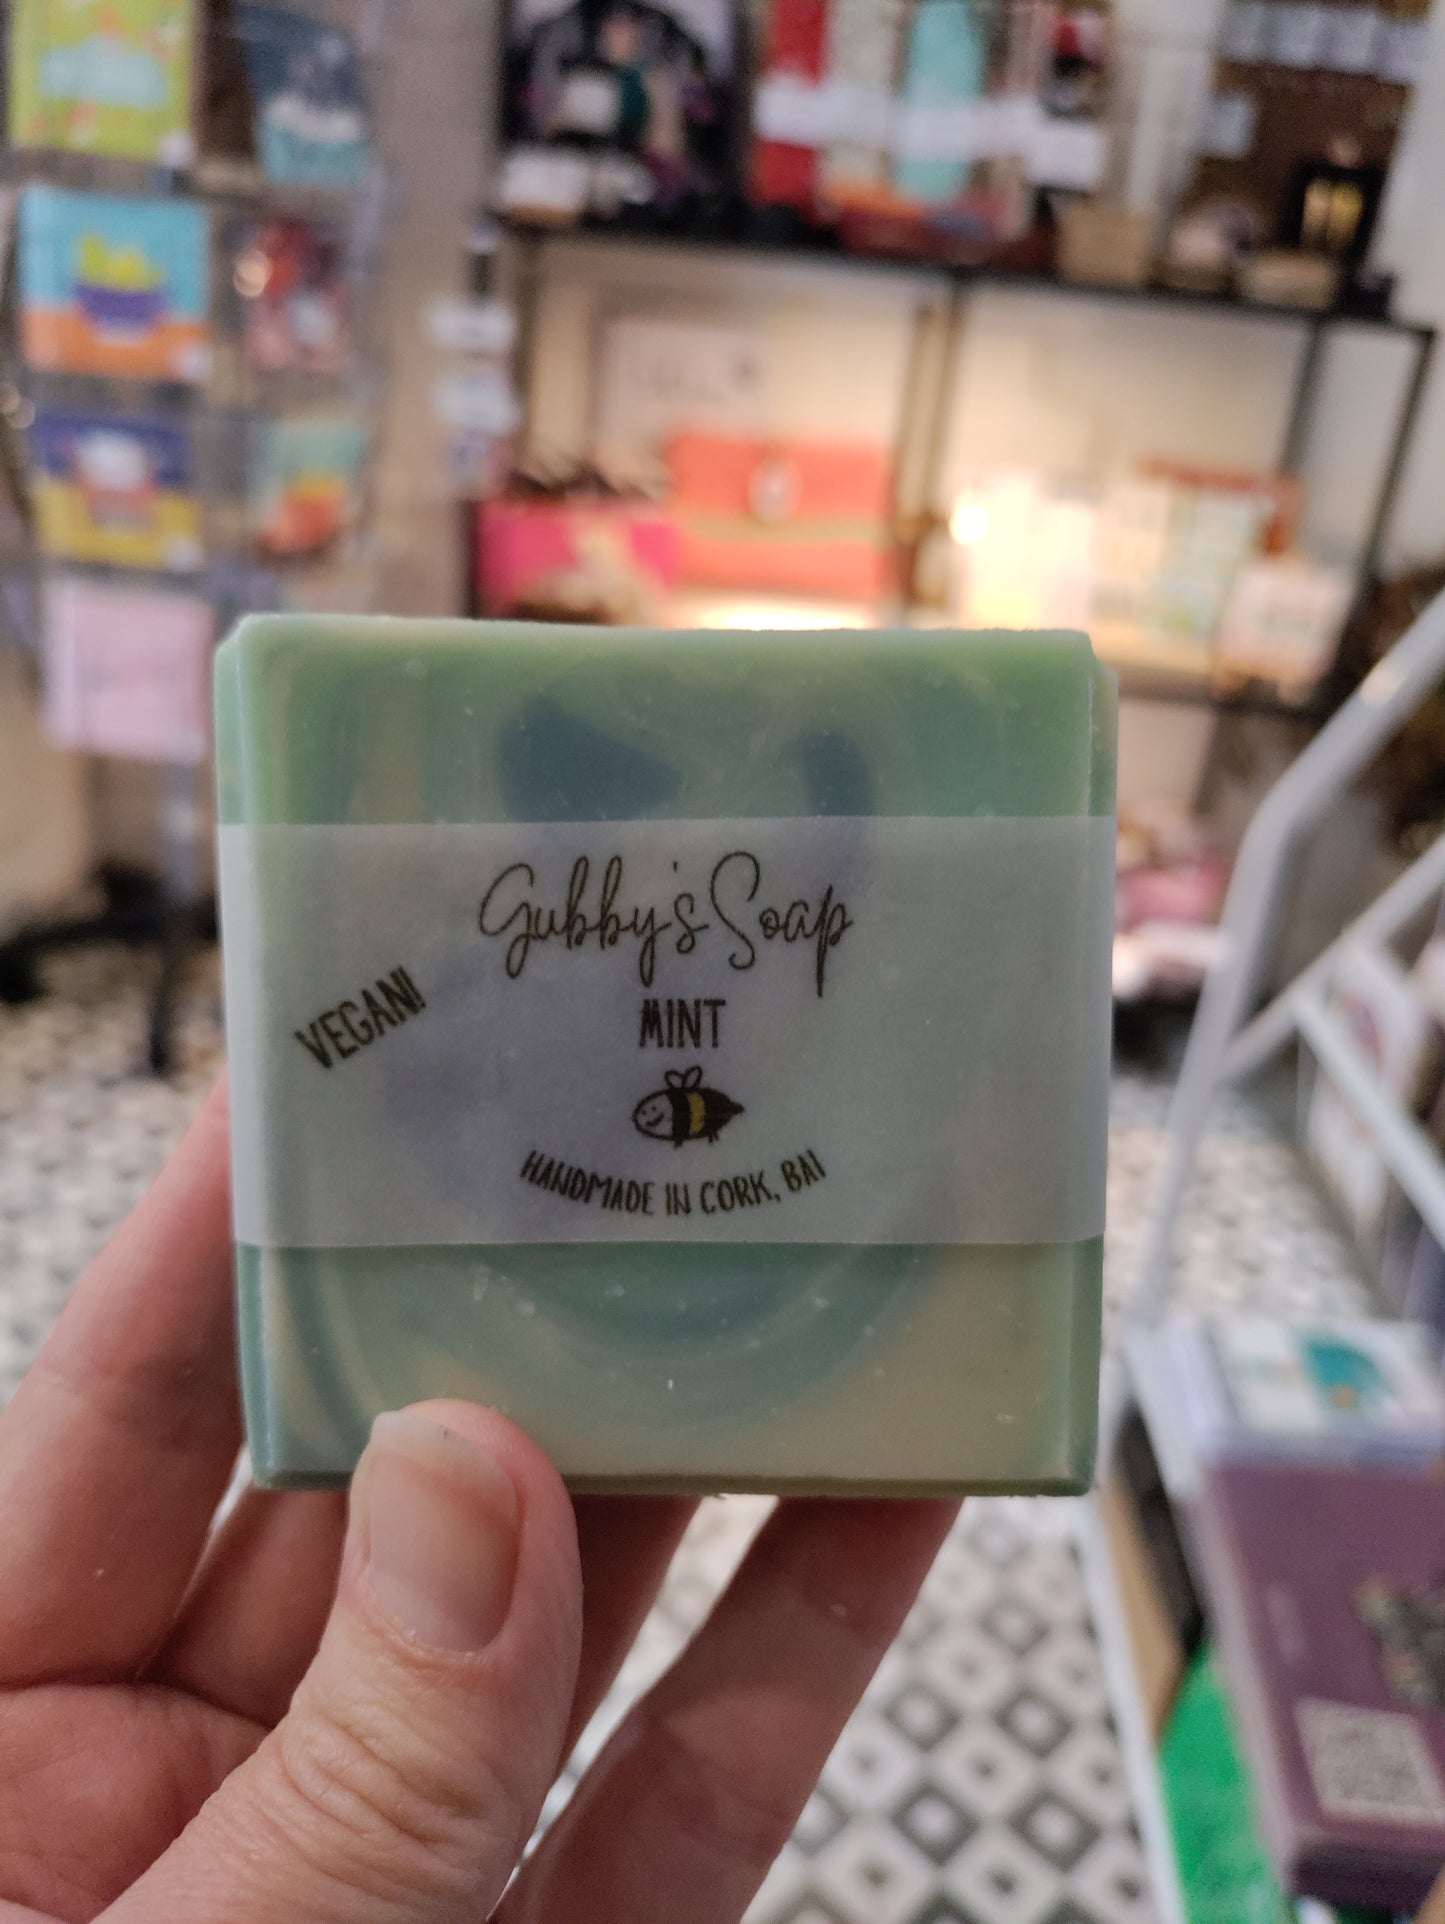 Gubby's Soap
VEGAN!
MINT
HANDMADE IN CORK, BAI